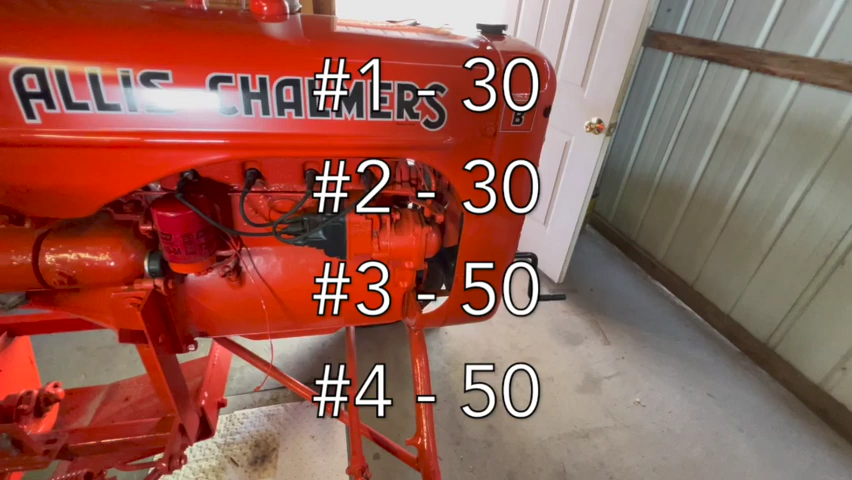 ALLIS-CHALMERS
B
#1 - 30
#2 - 30
#3 - 50
#4 - 50